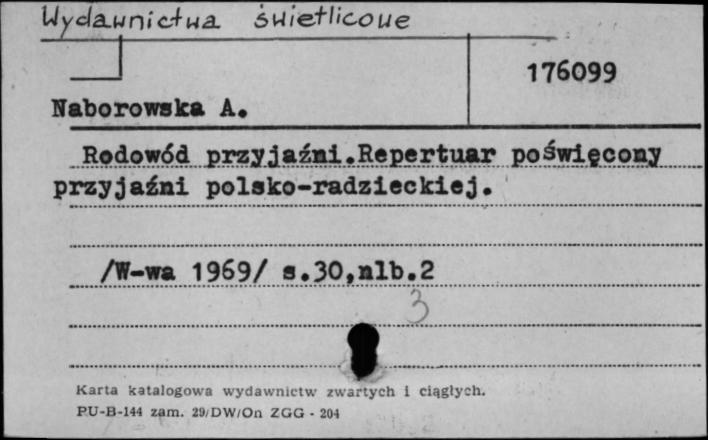 Wydawnictwa świetlicowe
176099
Naborowska A.
Rodowód przyjaźni.Repertuar poświęcony
przyjaźni polsko-radzieckiej.
/W-wa 1969/ s.30,nlb.2
3
Karta katalogowa wydawnictw zwartych i ciągłych.
PU-B-144 zam. 29/DW/On ZGG - 204